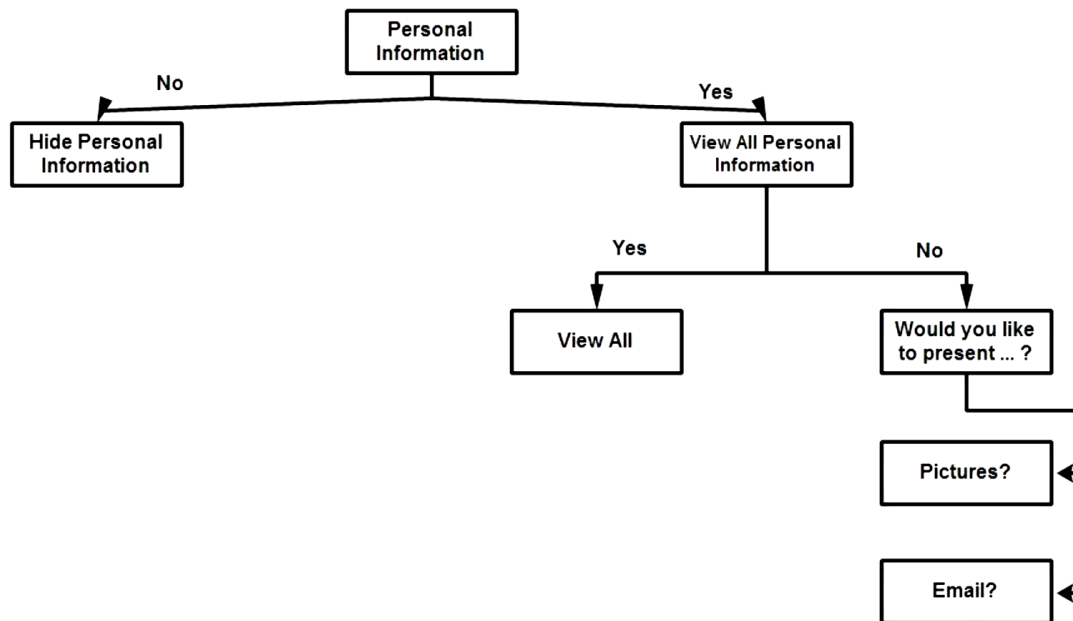 Personal
Information
No
Yes
Hide Personal
Information
View All Personal
Information
Yes
No
View All
Would you like
to present ... ?
Pictures?
Email?